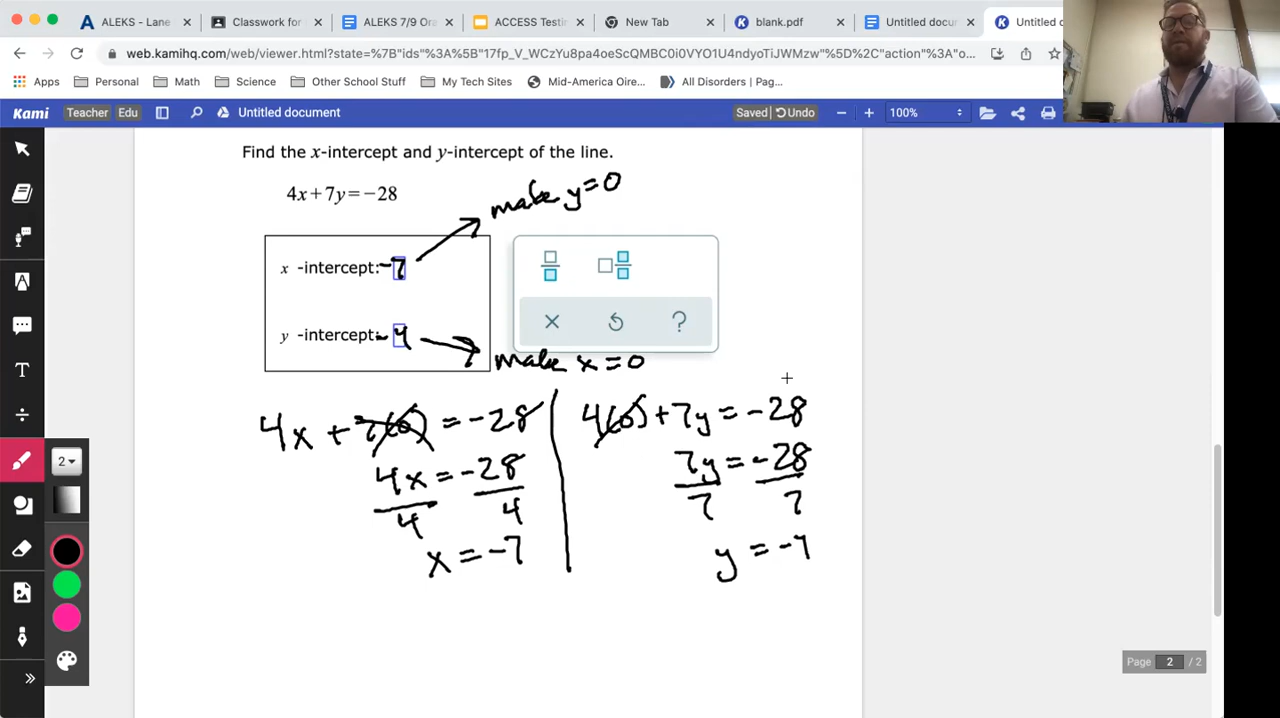 ALEKS - Lane
Classwork for
ALEKS 7/9 Ora
ACCESS Testin
New Tab
blank.pdf
Untitled docum
Untitled docu
web.kamihq.com/web/viewer.html?state=%7B"ids"%3A%5B"17fp_V_WCzYu8pa4oeScQMBC0i0VYO1U4ndyoTiJWMzw"%5D%2C"action"%3A"o...
Apps
Personal
Math
Science
Other School Stuff
My Tech Sites
Mid-America Oire...
All Disorders | Pag...
Kami
Teacher
Edu
Untitled document
Saved Undo
100%
Find the x-intercept and y-intercept of the line.
4x+7y=−28
make y=0
x -intercept: -7
y -intercept: -4
make x=0
4x + 7(0) = -28
4(0) + 7y = -28
4x = -28
7y = -28
4 4
7 7
x = -7
y = -4
T
2
Page 2 / 2